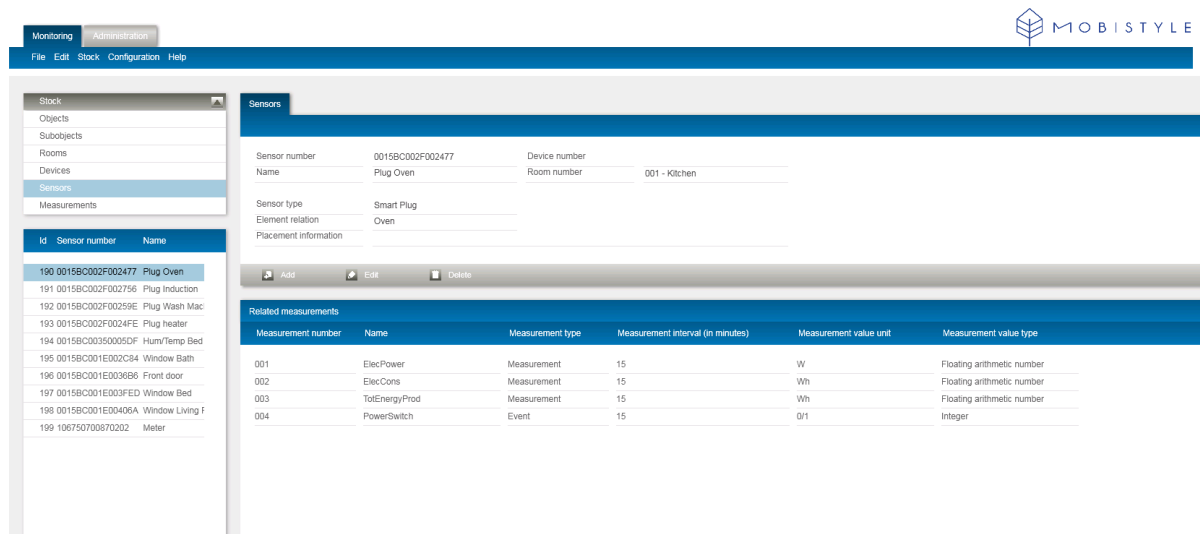 MOBISTYLE
Monitoring Administration
File Edit Stock Configuration Help
Stock
Objects
Subobjects
Rooms
Devices
Sensors
Measurements
Id Sensor number Name
190 0015BC002F002477 Plug Oven
191 0015BC002F002756 Plug Induction
192 0015BC002F00259E Plug Wash Mac
193 0015BC002F0024FE Plug heater
194 0015BC00350005DF Hum/Temp Bed
195 0015BC001E002C84 Window Bath
196 0015BC001E0036B6 Front door
197 0015BC001E003FED Window Bed
198 0015BC001E00406A Window Living
199 106750700870202 Meter
Sensors
Sensor number 0015BC002F002477 Device number
Name Plug Oven Room number 001 - Kitchen
Sensor type Smart Plug
Element relation Oven
Placement information
Add Edit Delete
Related measurements
Measurement number Name Measurement type Measurement interval (in minutes) Measurement value unit Measurement value type
001 ElecPower Measurement 15 W Floating arithmetic number
002 ElecCons Measurement 15 Wh Floating arithmetic number
003 TotEnergyProd Measurement 15 Wh Floating arithmetic number
004 PowerSwitch Event 15 0/1 Integer